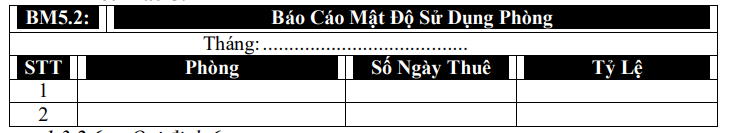 BM5.2: Báo Cáo Mật Độ Sử Dụng Phòng
Tháng:.......................................
STT Phòng Số Ngày Thuê Tỷ Lệ
1
2